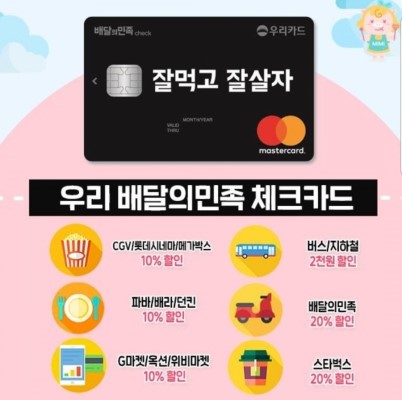 배달의민족 check
우리카드
잘먹고 잘살자
MONTH/YEAR
VALID
THRU
mastercard.
우리 배달의민족 체크카드
CGV/롯데시네마/메가박스
10% 할인
버스/지하철
2천원 할인
파바/배라/던킨
10% 할인
배달의민족
20% 할인
G마켓/옥션/위비마켓
10% 할인
스타벅스
20% 할인